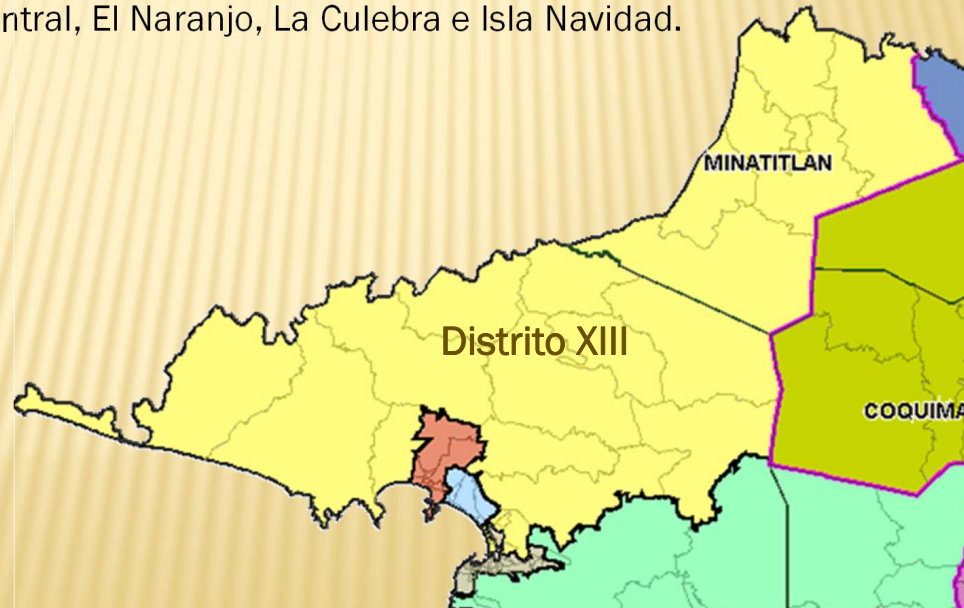 ntral, El Naranjo, La Culebra e Isla Navidad.
MINATITLAN
Distrito XIII
COQUIMA